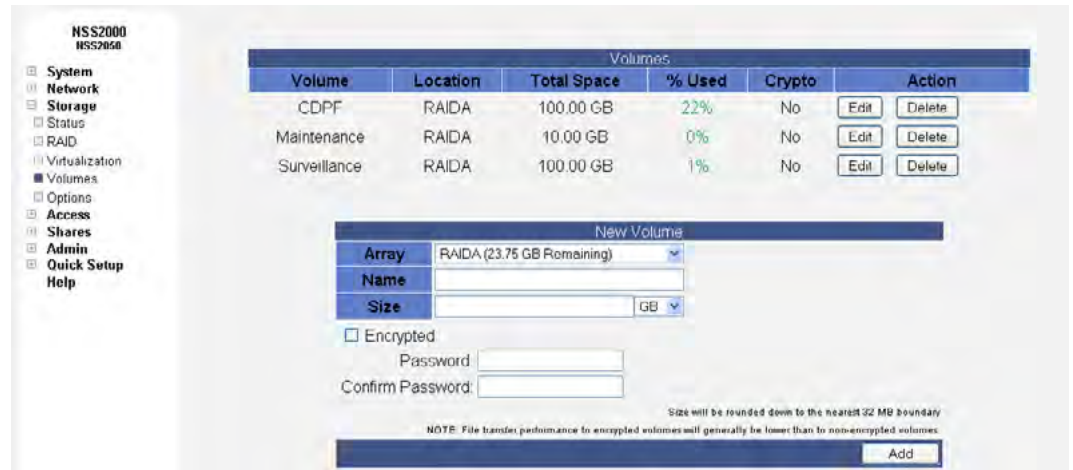 NSS2000
NSS2050
System
Network
Storage
Status
RAID
Virtualization
Volumes
Options
Access
Shares
Admin
Quick Setup
Help
Volumes
Volume Location Total Space % Used Crypto Action
CDPF RAIDA 100.00 GB 22% No Edit Delete
Maintenance RAIDA 10.00 GB 0% No Edit Delete
Surveillance RAIDA 100.00 GB 1% No Edit Delete
New Volume
Array RAIDA (23.75 GB Remaining)
Name
Size GB
Encrypted
Password
Confirm Password:
Size will be rounded down to the nearest 32 MB boundary
NOTE: File transfer performance to encrypted volumes will generally be lower than to non-encrypted volumes.
Add